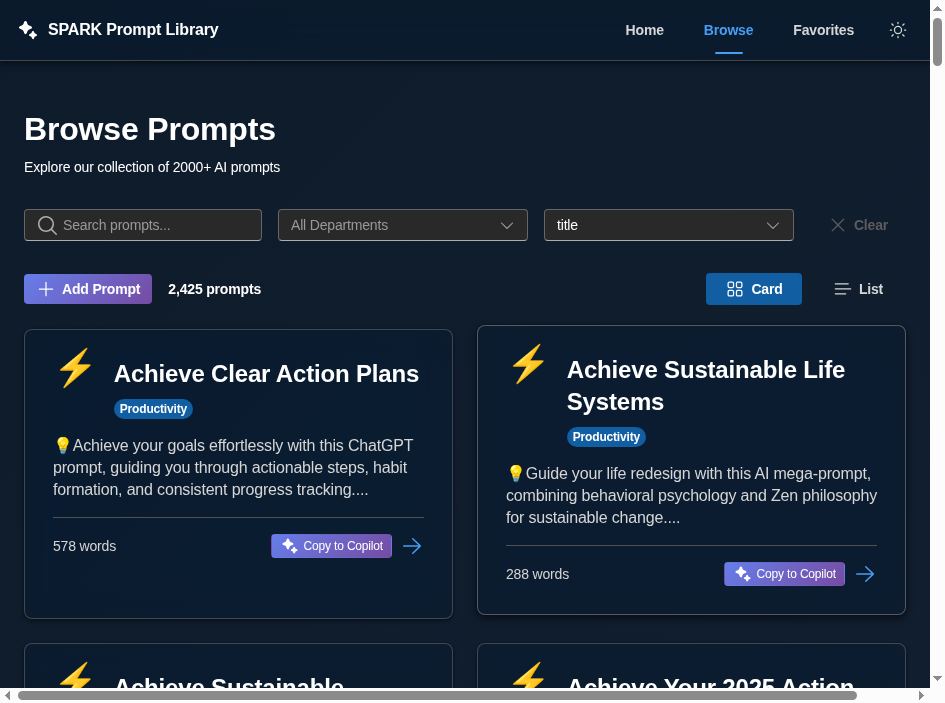 SPARK Prompt Library
Home
Browse
Favorites
Browse Prompts
Explore our collection of 2000+ AI prompts
Search prompts...
All Departments
title
Clear
Add Prompt
2,425 prompts
Card
List
Achieve Clear Action Plans
Productivity
💡Achieve your goals effortlessly with this ChatGPT
prompt, guiding you through actionable steps, habit
formation, and consistent progress tracking....
578 words
Copy to Copilot
Achieve Sustainable Life
Systems
Productivity
💡Guide your life redesign with this AI mega-prompt,
combining behavioral psychology and Zen philosophy
for sustainable change....
288 words
Copy to Copilot
Achieve Sustainable
Achieve Your 2025 Action